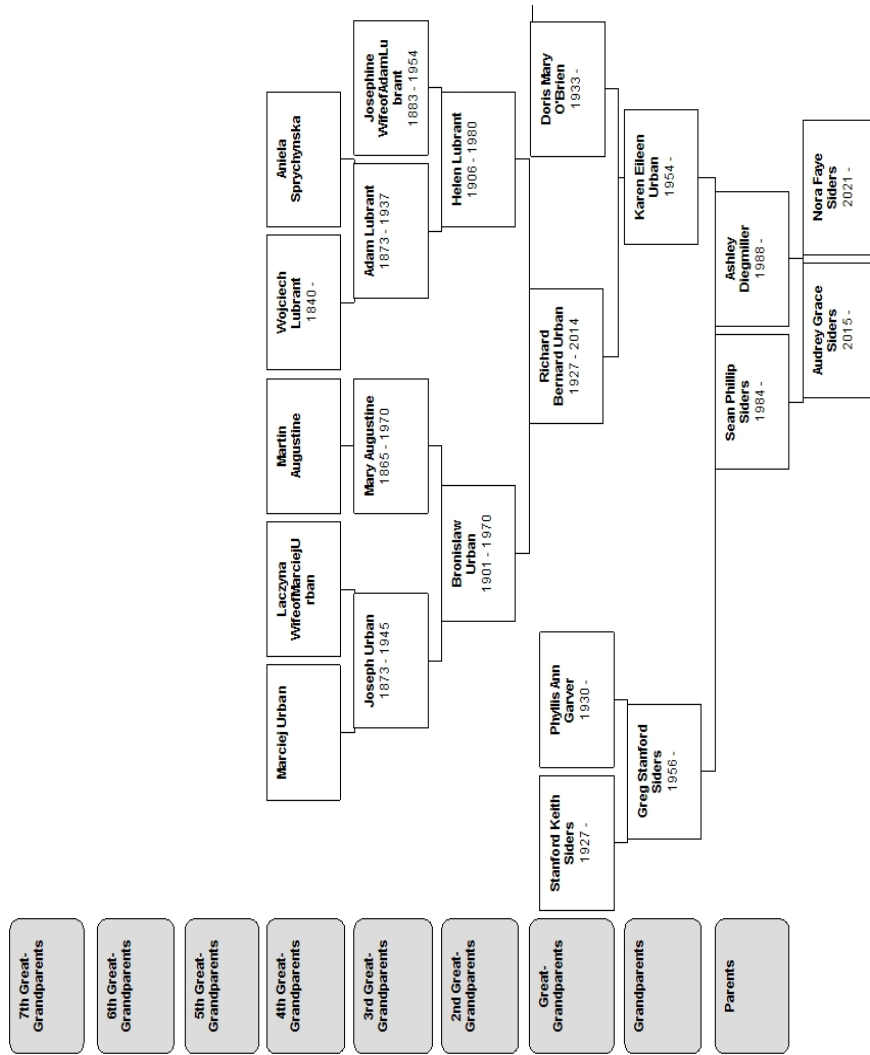 7th Great-
Grandparents
6th Great-
Grandparents
5th Great-
Grandparents
4th Great-
Grandparents
Marciej Urban
Laczyna
WifeofMarciejU
rban
Martin
Augustine
Wojciech
Lubrant
1840 -
Aniela
Sprychynska
3rd Great-
Grandparents
Joseph Urban
1873 - 1945
Mary Augustine
1865 - 1970
Adam Lubrant
1873 - 1937
Josephine
WifeofAdamLu
brant
1883 - 1954
2nd Great-
Grandparents
Bronislaw
Urban
1901 - 1970
Helen Lubrant
1906 - 1980
Great-
Grandparents
Stanford Keith
Siders
1927 -
Phyllis Ann
Garver
1930 -
Richard
Bernard Urban
1927 - 2014
Doris Mary
O'Brien
1933 -
Grandparents
Greg Stanford
Siders
1956 -
Karen Eileen
Urban
1954 -
Parents
Sean Phillip
Siders
1984 -
Ashley
Diegmiller
1988 -
Audrey Grace
Siders
2015 -
Nora Faye
Siders
2021 -